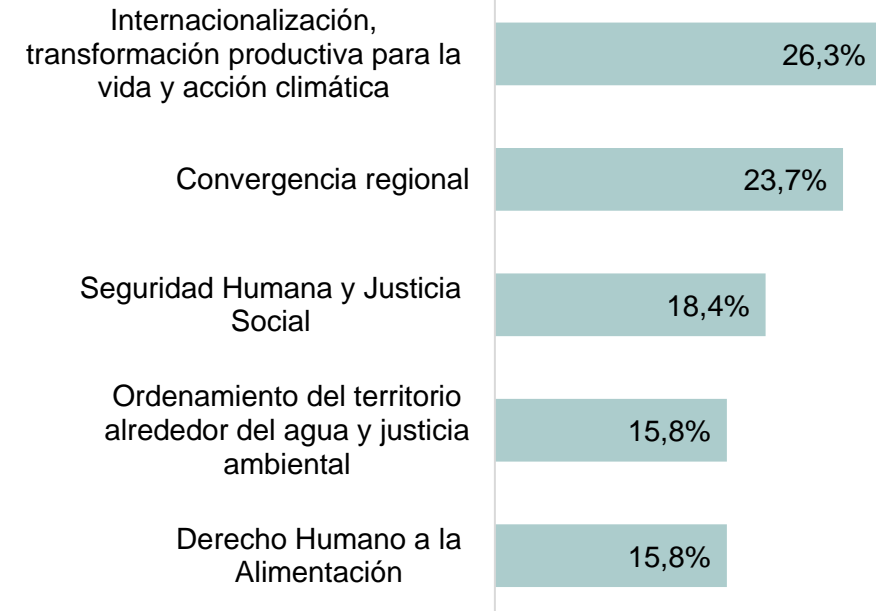 Internacionalización,
transformación productiva para la
vida y acción climática
26,3%
Convergencia regional
23,7%
Seguridad Humana y Justicia
Social
18,4%
Ordenamiento del territorio
alrededor del agua y justicia
ambiental
15,8%
Derecho Humano a la
Alimentación
15,8%